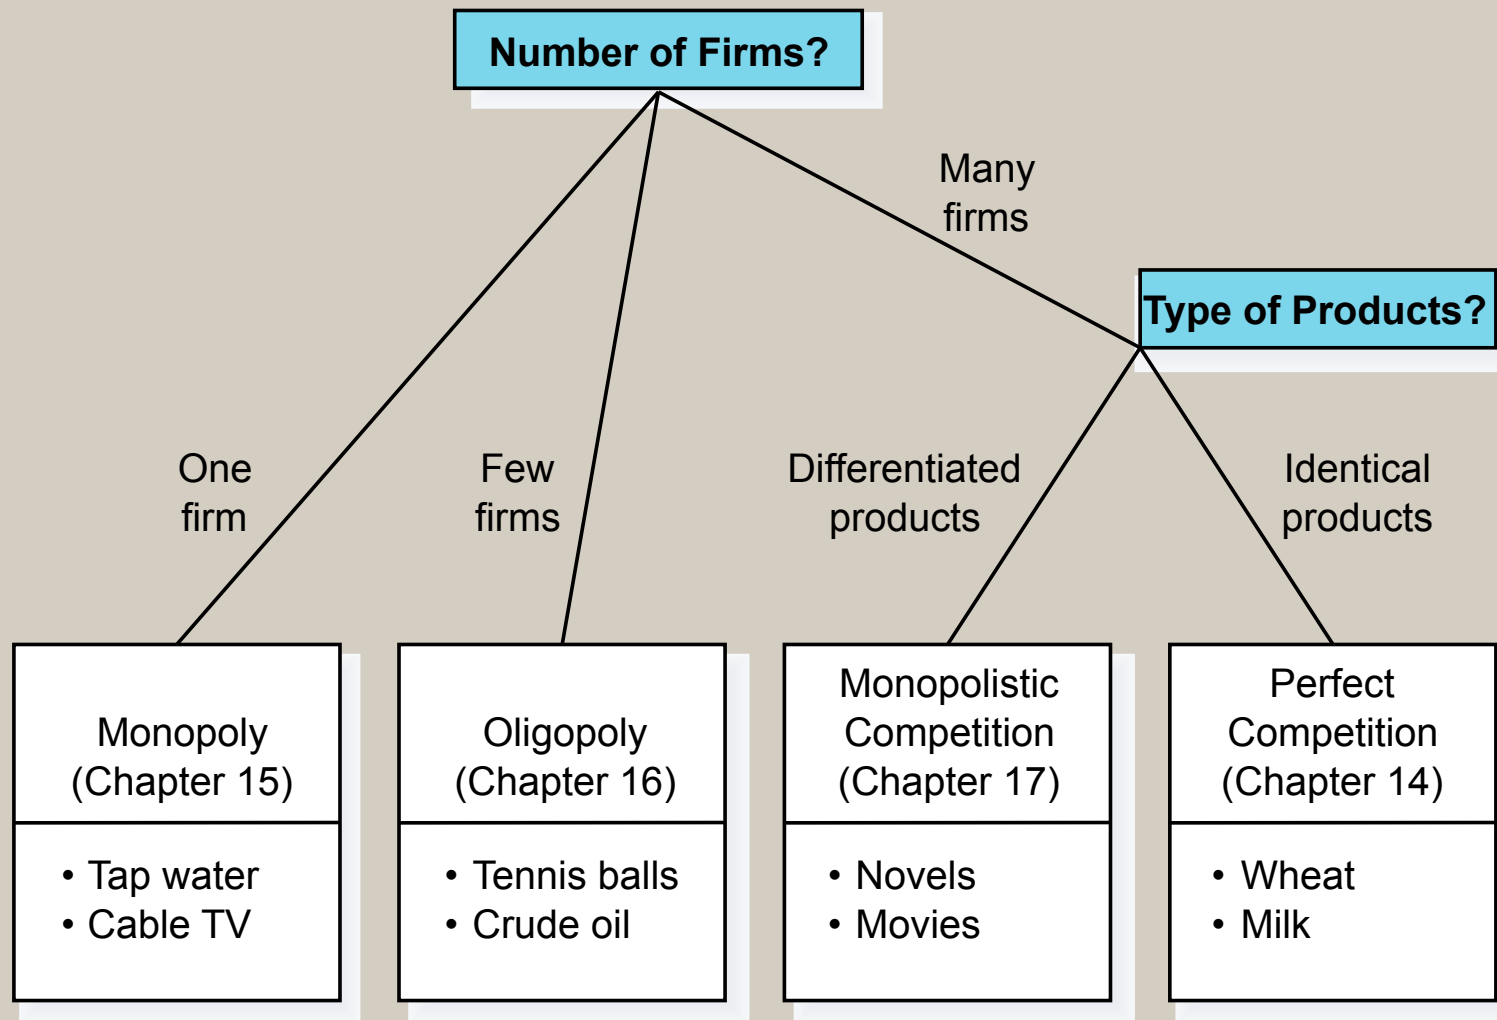 Number of Firms?
Many
firms
Type of Products?
One
firm
Few
firms
Differentiated
products
Identical
products
Monopoly
(Chapter 15)
• Tap water
• Cable TV
Oligopoly
(Chapter 16)
• Tennis balls
• Crude oil
Monopolistic
Competition
(Chapter 17)
• Novels
• Movies
Perfect
Competition
(Chapter 14)
• Wheat
• Milk